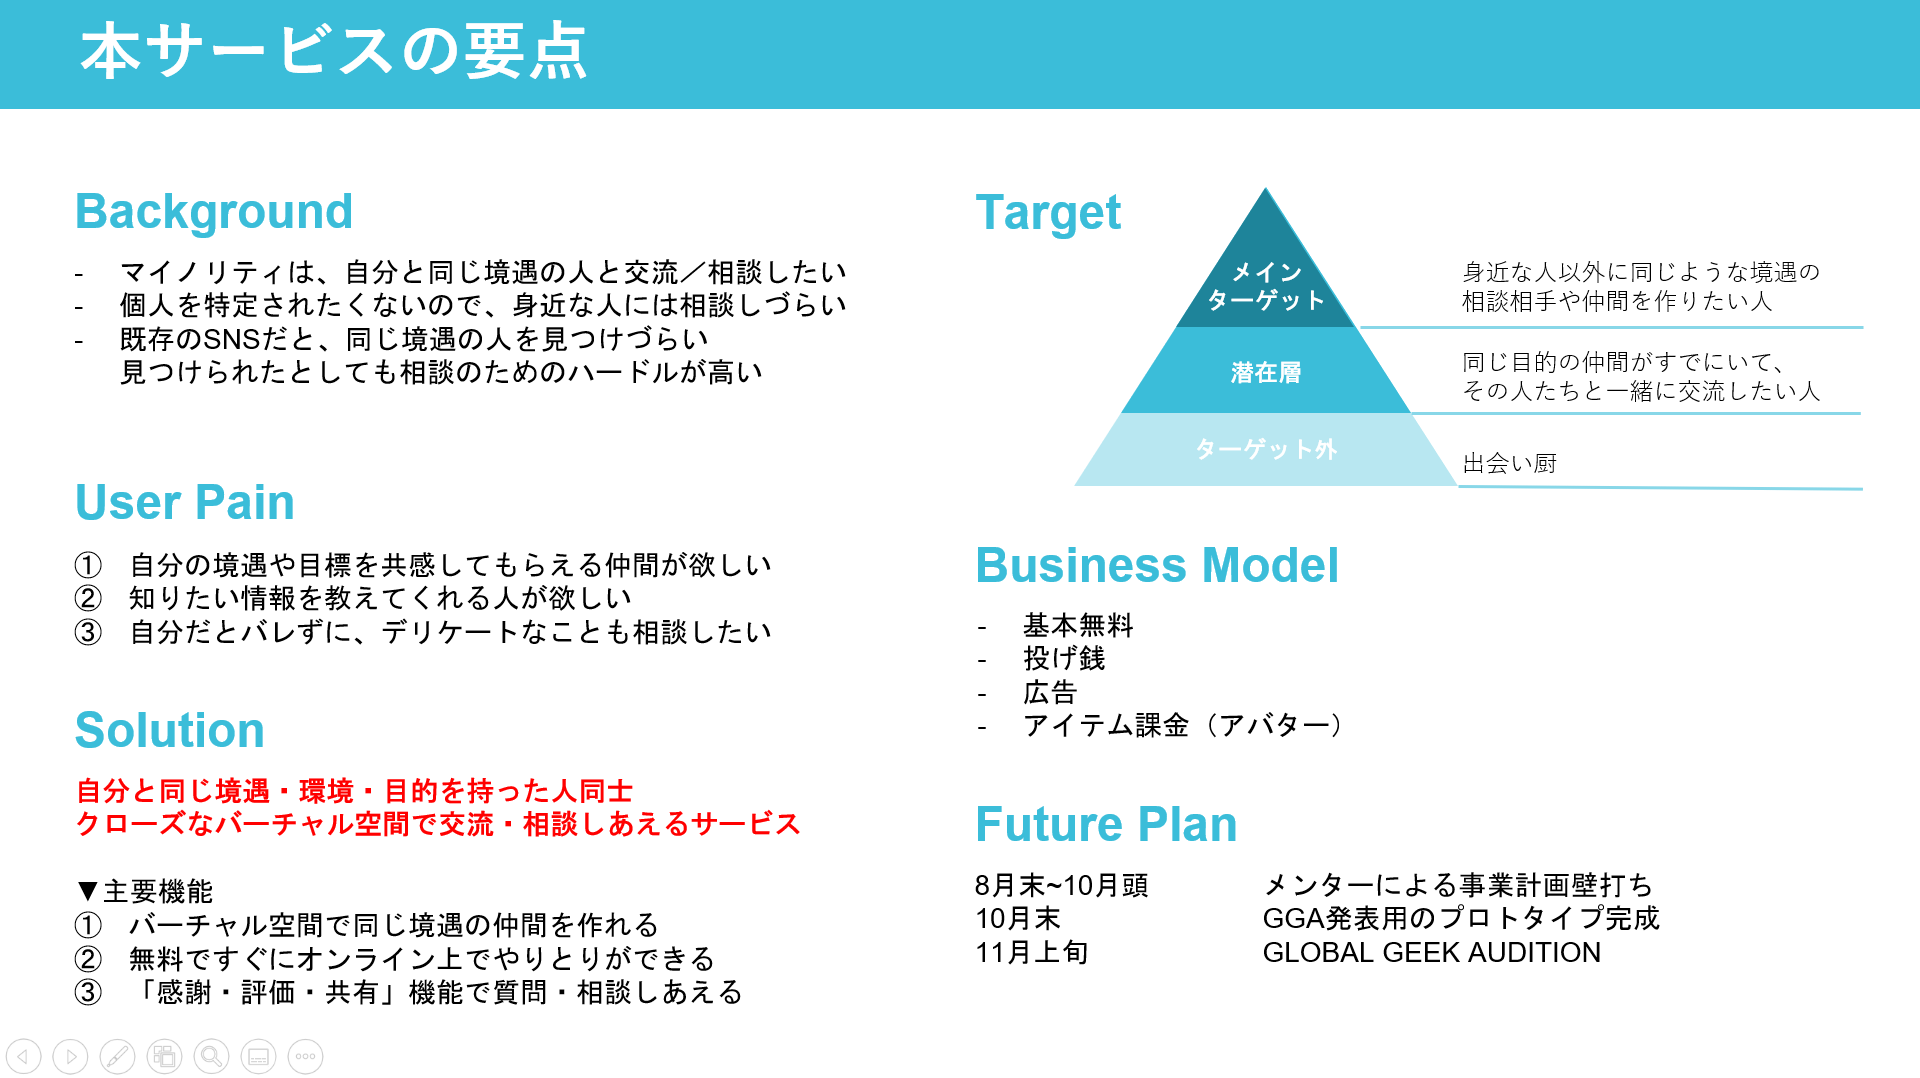 本サービスの要点
Background
- マイノリティは、自分と同じ境遇の人と交流／相談したい
- 個人を特定されたくないので、身近な人には相談しづらい
- 既存のSNSだと、同じ境遇の人を見つけづらい
見つけられたとしても相談のためのハードルが高い
User Pain
① 自分の境遇や目標を共感してもらえる仲間が欲しい
② 知りたい情報を教えてくれる人が欲しい
③ 自分だとバレずに、デリケートなことも相談したい
Solution
自分と同じ境遇・環境・目的を持った人同士
クローズなバーチャル空間で交流・相談しあえるサービス
▼主要機能
① バーチャル空間で同じ境遇の仲間を作れる
② 無料ですぐにオンライン上でやりとりができる
③ 「感謝・評価・共有」機能で質問・相談しあえる
Target
メイン
ターゲット
身近な人以外に同じような境遇の
相談相手や仲間を作りたい人
潜在層
同じ目的の仲間がすでにいて、
その人たちと一緒に交流したい人
ターゲット外
出会い厨
Business Model
- 基本無料
- 投げ銭
- 広告
- アイテム課金（アバター）
Future Plan
8月末~10月頭 メンターによる事業計画壁打ち
10月末 GGA発表用のプロトタイプ完成
11月上旬 GLOBAL GEEK AUDITION